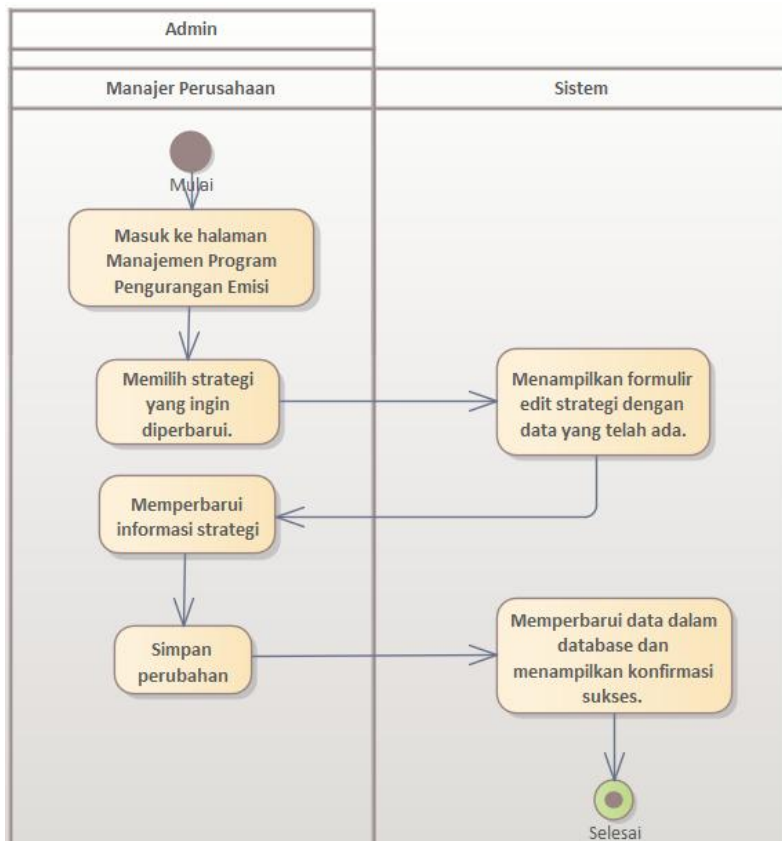 Admin
Manajer Perusahaan
Sistem
Mulai
Masuk ke halaman
Manajemen Program
Pengurangan Emisi
Memilih strategi
yang ingin
diperbarui.
Menampilkan formulir
edit strategi dengan
data yang telah ada.
Memperbarui
informasi strategi
Simpan
perubahan
Memperbarui data dalam
database dan
menampilkan konfirmasi
sukses.
Selesai